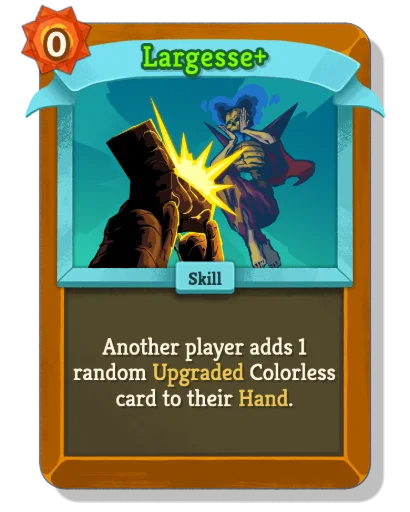 0
Largesse+
Skill
Another player adds 1
random Upgraded Colorless
card to their Hand.